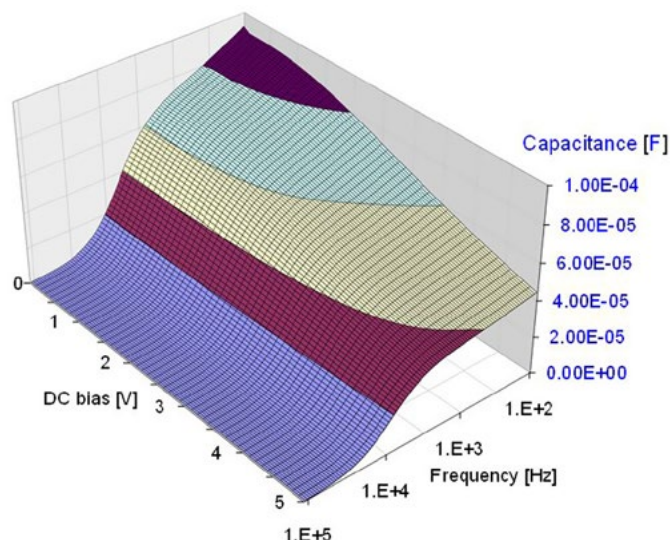 Capacitance [F]
1.00E-04
8.00E-05
6.00E-05
4.00E-05
2.00E-05
0.00E+00
0
1
2
3
4
5
DC bias [V]
1.E+2
1.E+3
1.E+4
1.E+5
Frequency [Hz]